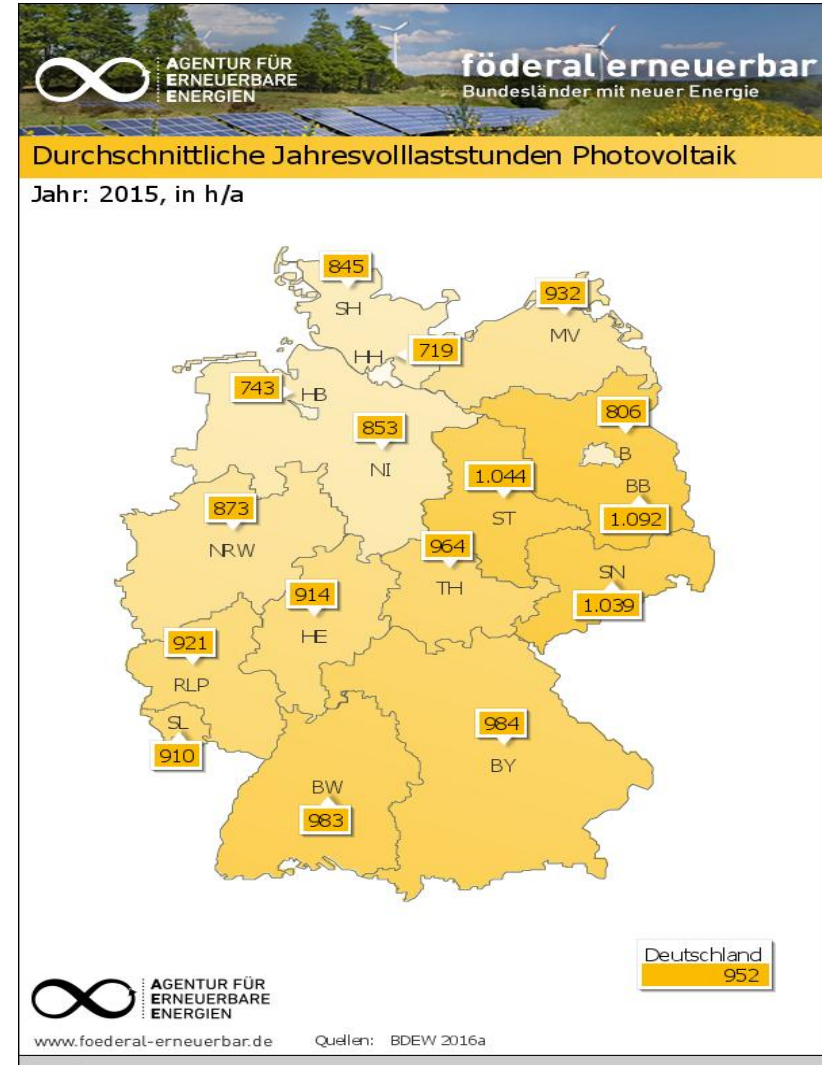 AGENTUR FÜR
ERNEUERBARE
ENERGIEN
föderal erneuerbar
Bundesländer mit neuer Energie
Durchschnittliche Jahresvolllaststunden Photovoltaik
Jahr: 2015, in h/a
845
SH
932
MV
HH
719
743
HB
853
NI
806
B
BB
1.092
1.044
ST
873
NRW
964
TH
SN
1.039
914
HE
921
RLP
SL
910
984
BY
BW
983
Deutschland
952
AGENTUR FÜR
ERNEUERBARE
ENERGIEN
www.foederal-erneuerbar.de Quellen: BDEW 2016a